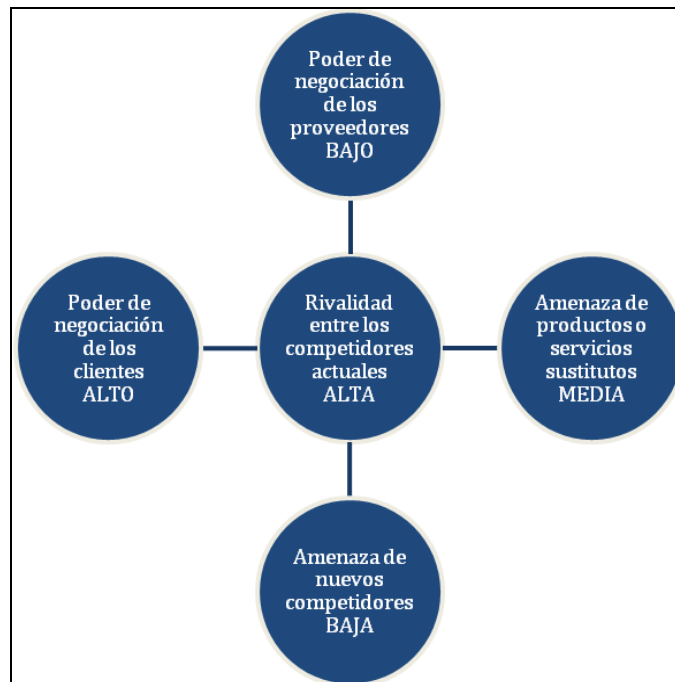 Poder de
negociación
de los
proveedores
BAJO
Poder de
negociación
de los
clientes
ALTO
Rivalidad
entre los
competidores
actuales
ALTA
Amenaza de
productos o
servicios
sustitutos
MEDIA
Amenaza de
nuevos
competidores
BAJA